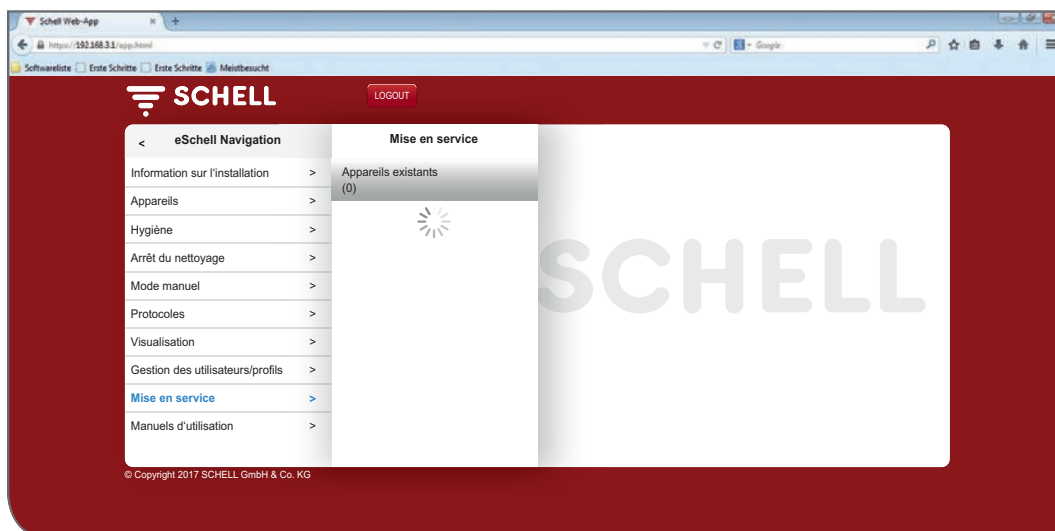 Schell Web-App
https://192.168.3.1/app.html
Google
Softwareliste Erste Schritte Erste Schritte Meistbesucht
SCHELL
LOGOUT
< eSchell Navigation
Information sur l'installation >
Appareils >
Hygiène >
Arrêt du nettoyage >
Mode manuel >
Protocoles >
Visualisation >
Gestion des utilisateurs/profils >
Mise en service >
Manuels d'utilisation >
Mise en service
Appareils existants
(0)
SCHELL
© Copyright 2017 SCHELL GmbH & Co. KG